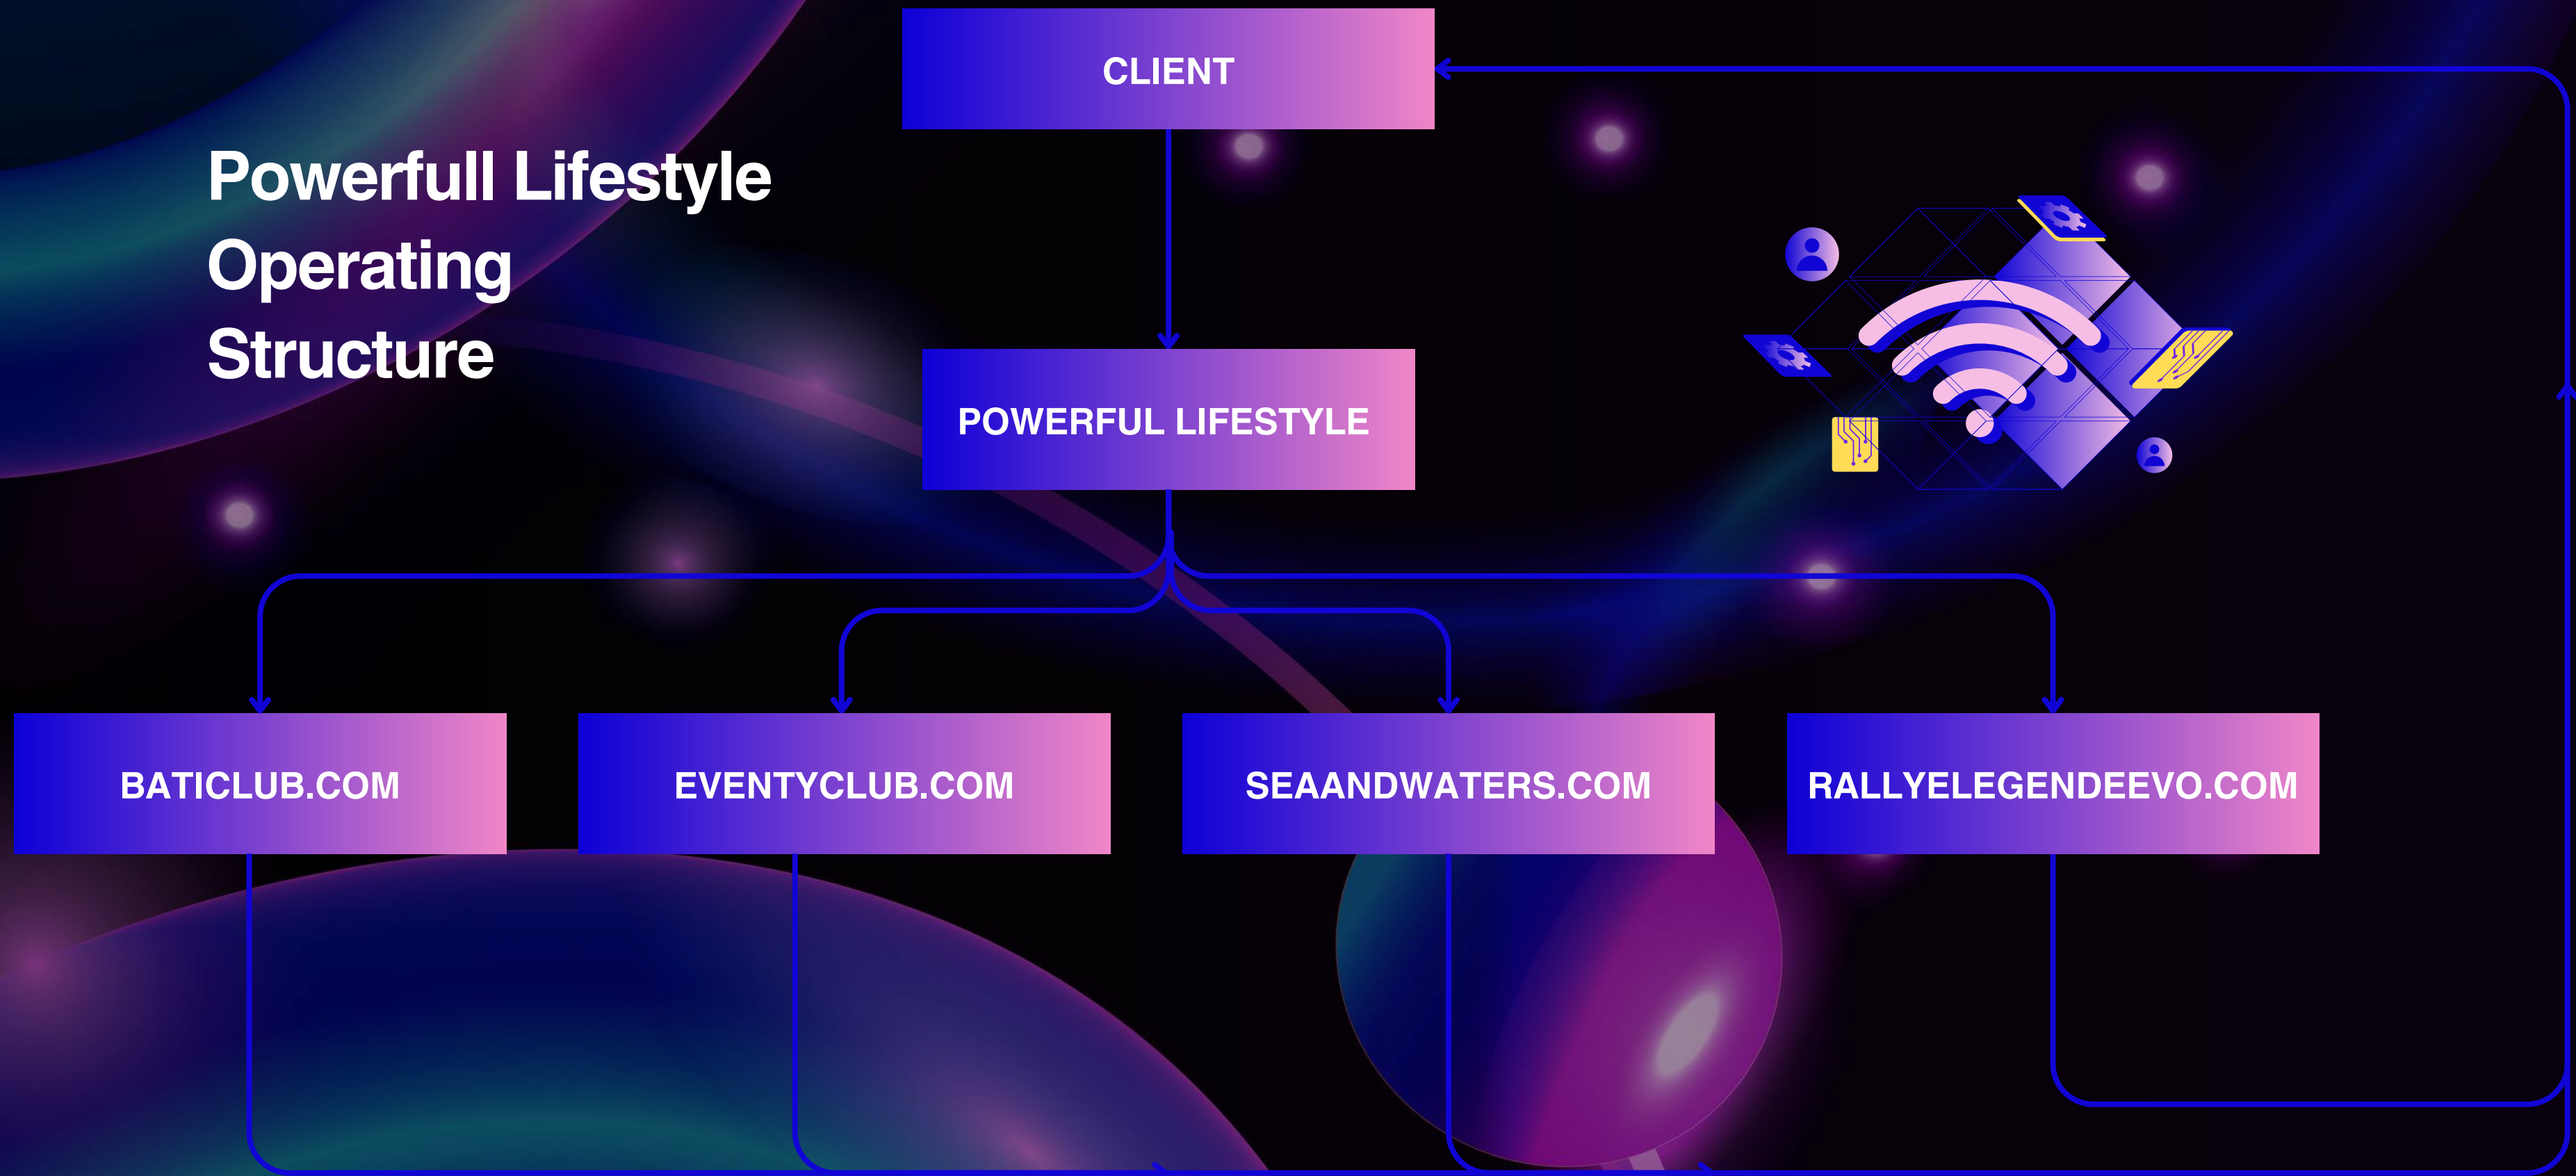 CLIENT
Powerfull Lifestyle
Operating
Structure
POWERFUL LIFESTYLE
BATICLUB.COM
EVENTYCLUB.COM
SEAANDWATERS.COM
RALLYELEGENDEEVO.COM